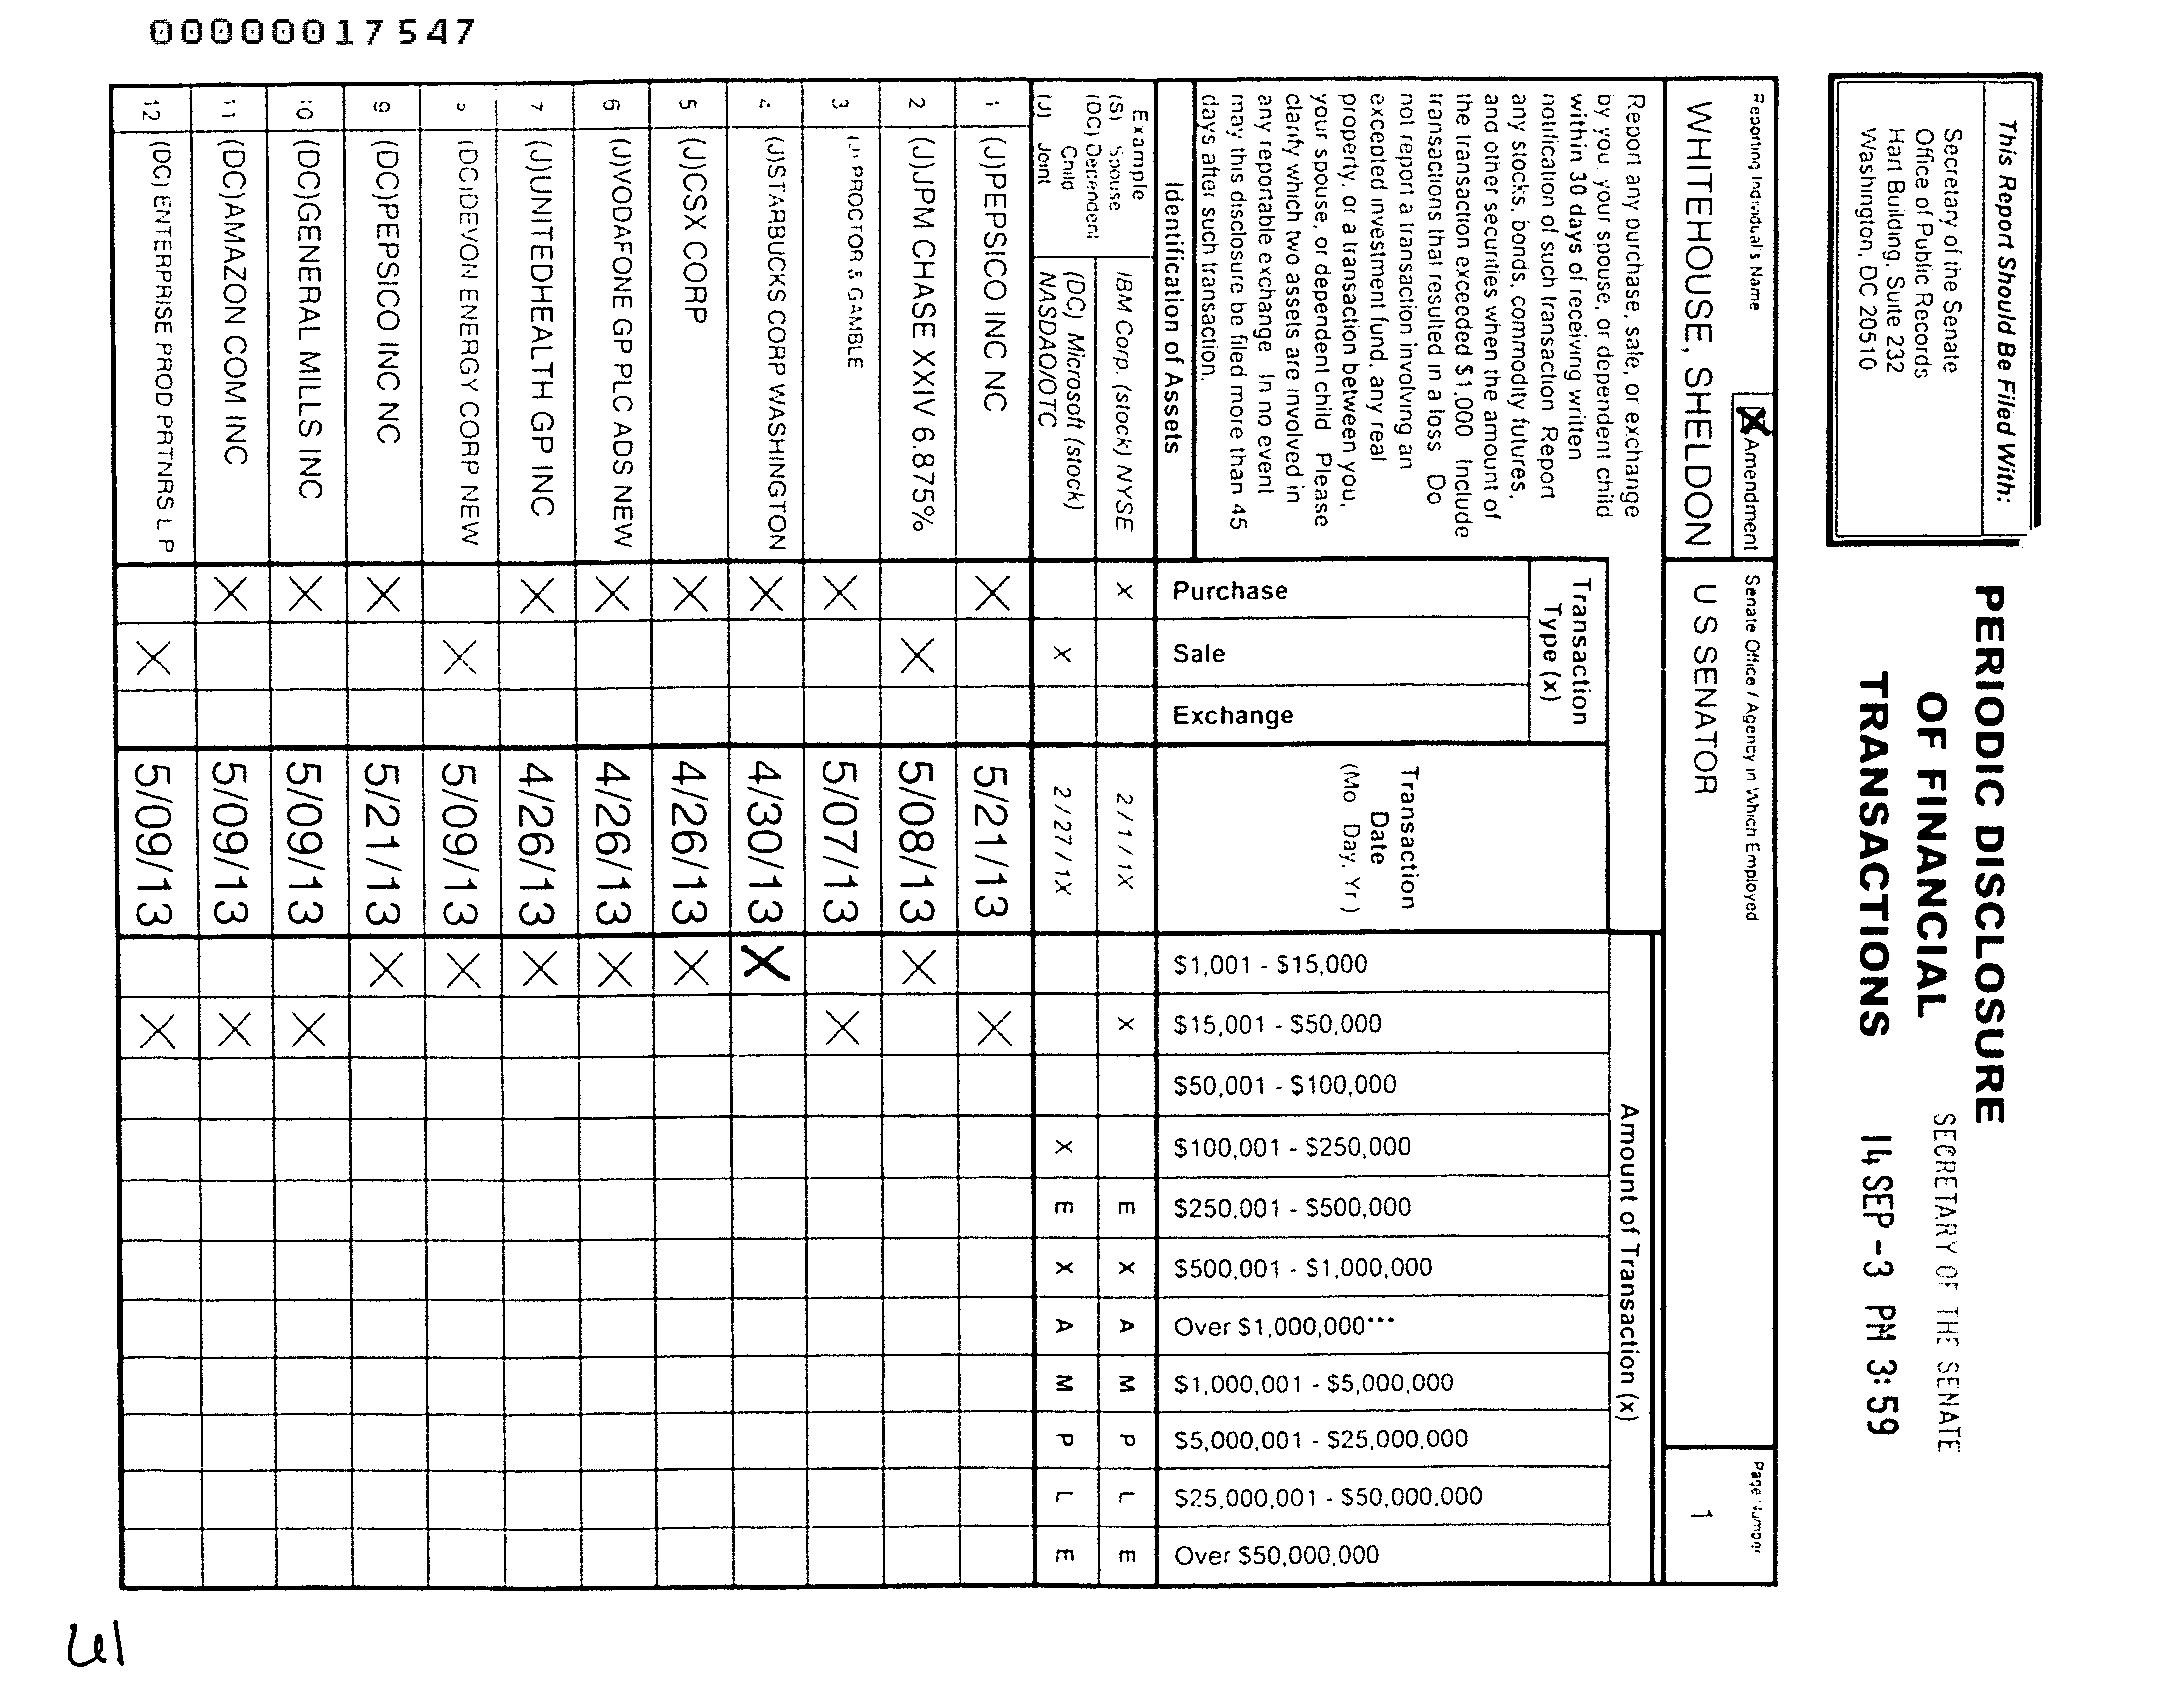 00000017547
This Report Should Be Filed With:
Secretary of the Senate
Office of Public Records
Hart Building, Suite 232
Washington, DC 20510
PERIODIC DISCLOSURE
OF FINANCIAL
TRANSACTIONS
SECRETARY OF THE SENATE
14 SEP -3 PM 3:59
Reporting Individual's Name
X Amendment
Senate Office / Agency in Which Employed
Page Number
WHITEHOUSE, SHELDON
U S SENATOR
1
Report any purchase, sale, or exchange
by you, your spouse, or dependent child
within 30 days of receiving written
notification of such transaction Report
any stocks, bonds, commodity futures,
and other securities when the amount of
the transaction exceeded $1,000 Include
transactions that resulted in a loss Do
not report a transaction involving an
excepted investment fund, any real
property, or a transaction between you,
your spouse, or dependent child Please
clarify which two assets are involved in
any reportable exchange In no event
may this disclosure be filed more than 45
days after such transaction.
Identification of Assets
Transaction
Type (x)
Purchase
Sale
Exchange
Transaction
Date
(Mo Day, Yr)
Amount of Transaction (x)
$1,001 - $15,000
$15,001 - $50,000
$50,001 - $100,000
$100,001 - $250,000
$250,001 - $500,000
$500,001 - $1,000,000
Over $1,000,000***
$1,000,001 - $5,000,000
$5,000,001 - $25,000,000
$25,000,001 - $50,000,000
Over $50,000,000
Example
(S) Spouse
(DC) Dependent
Child
(J) Joint
IBM Corp. (stock) NYSE X 2/1/1X X E X A M P L E
(DC) Microsoft (stock)
NASDAQ/OTC X 2/27/1X X E X A M P L E
1 (J)PEPSICO INC NC X 5/21/13 X
2 (J)JPM CHASE XXIV 6.875% X 5/08/13 X
3 (J) PROCTOR & GAMBLE X 5/07/13 X
4 (J)STARBUCKS CORP WASHINGTON X 4/30/13 X
5 (J)CSX CORP X 4/26/13 X
6 (J)VODAFONE GP PLC ADS NEW X 4/26/13 X
7 (J)UNITEDHEALTH GP INC X 4/26/13 X
(DC)DEVON ENERGY CORP NEW X 5/09/13 X
9 (DC)PEPSICO INC NC X 5/21/13 X
10 (DC)GENERAL MILLS INC X 5/09/13 X
11 (DC)AMAZON COM INC X 5/09/13 X
12 (DC) ENTERPRISE PROD PRTNRS L P X 5/09/13 X